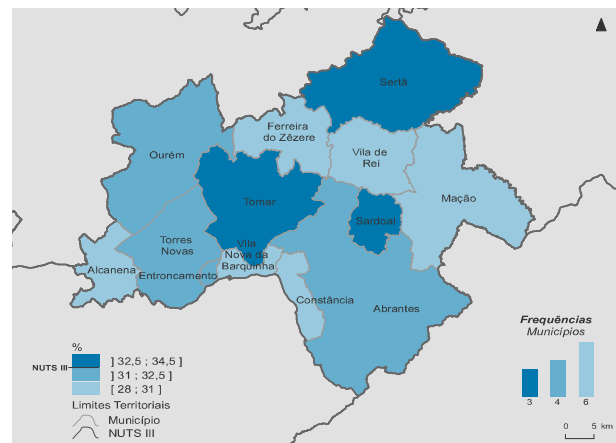 Sertã
Ferreira
do Zêzere
Ourém
Vila de
Rei
Mação
Tomar
Sardoal
Torres
Novas
Vila
Nova da
Barquinha
Alcanena
Entroncamento
Constância
Abrantes
%
NUTS III
] 32,5 ; 34,5 ]
] 31 ; 32,5 ]
[ 28 ; 31 ]
Limites Territoriais
Município
NUTS III
Frequências
Municípios
3 4 6
0 5 km